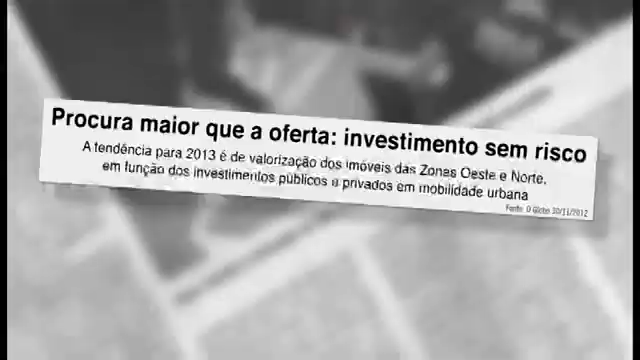 Procura maior que a oferta: investimento sem risco
A tendência para 2013 é de valorização dos imóveis das Zonas Oeste e Norte,
em função dos investimentos públicos e privados em mobilidade urbana
Fonte: O Globo 30/11/2012